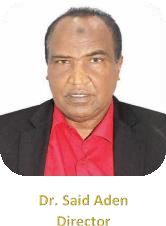 Dr. Said Aden
Director